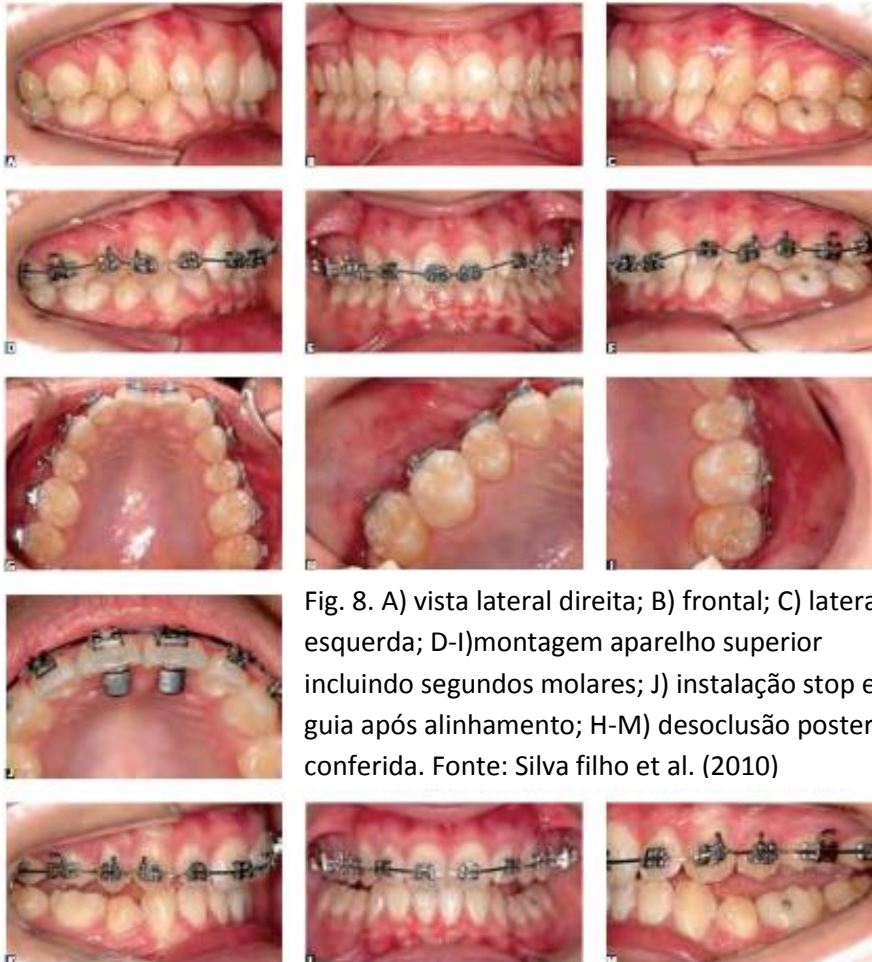 A
B
C
D
E
F
G
H
I
J
Fig. 8. A) vista lateral direita; B) frontal; C) latera
esquerda; D-I)montagem aparelho superior
incluindo segundos molares; J) instalação stop e
guia após alinhamento; H-M) desoclusão poster
conferida. Fonte: Silva filho et al. (2010)
K
L
M